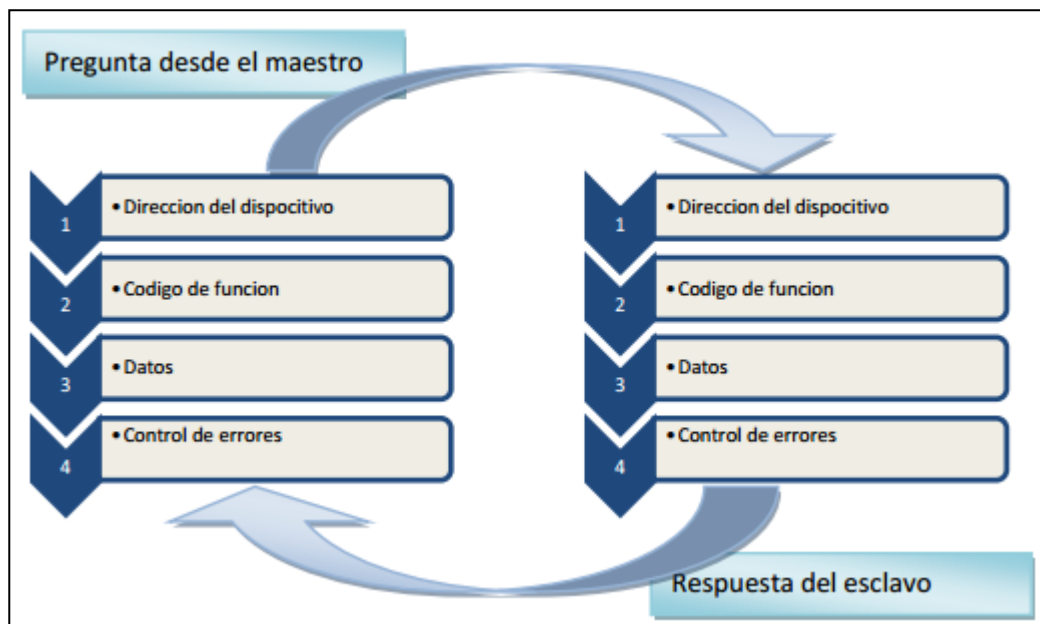 Pregunta desde el maestro
1
• Direccion del dispocitivo
2
• Codigo de funcion
3
• Datos
4
• Control de errores
1
• Direccion del dispocitivo
2
• Codigo de funcion
3
• Datos
4
• Control de errores
Respuesta del esclavo